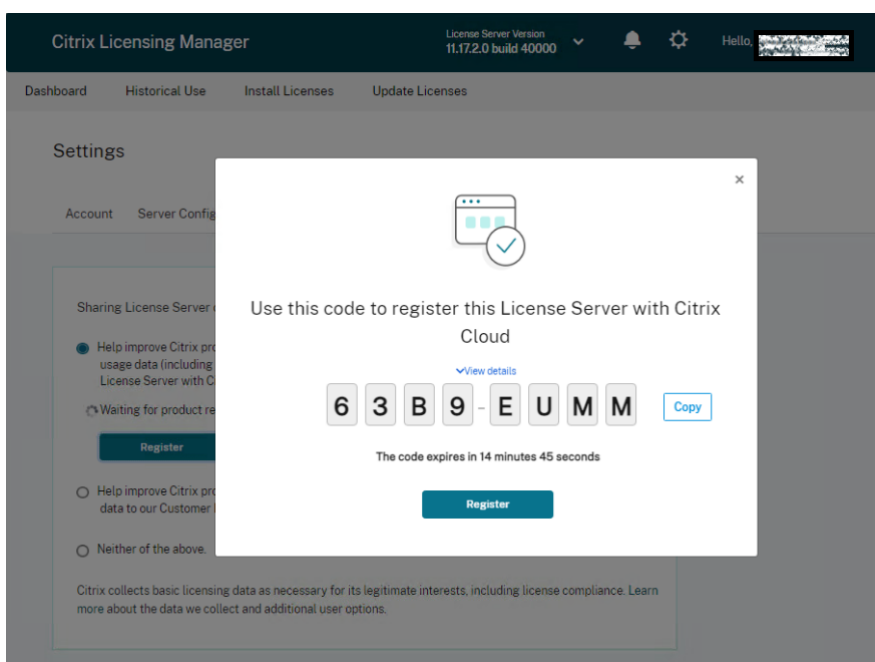 Citrix Licensing Manager
License Server Version
11.17.2.0 build 40000
Hello,
Dashboard Historical Use Install Licenses Update Licenses
Settings
Account Server Config
Sharing License Server
Help improve Citrix pro
usage data (including
License Server with C
Waiting for product re
Register
Help improve Citrix pro
data to our Customer
Neither of the above.
Citrix collects basic licensing data as necessary for its legitimate interests, including license compliance. Learn
more about the data we collect and additional user options.
×
Use this code to register this License Server with Citrix
Cloud
View details
63B9-EUMM
Copy
The code expires in 14 minutes 45 seconds
Register